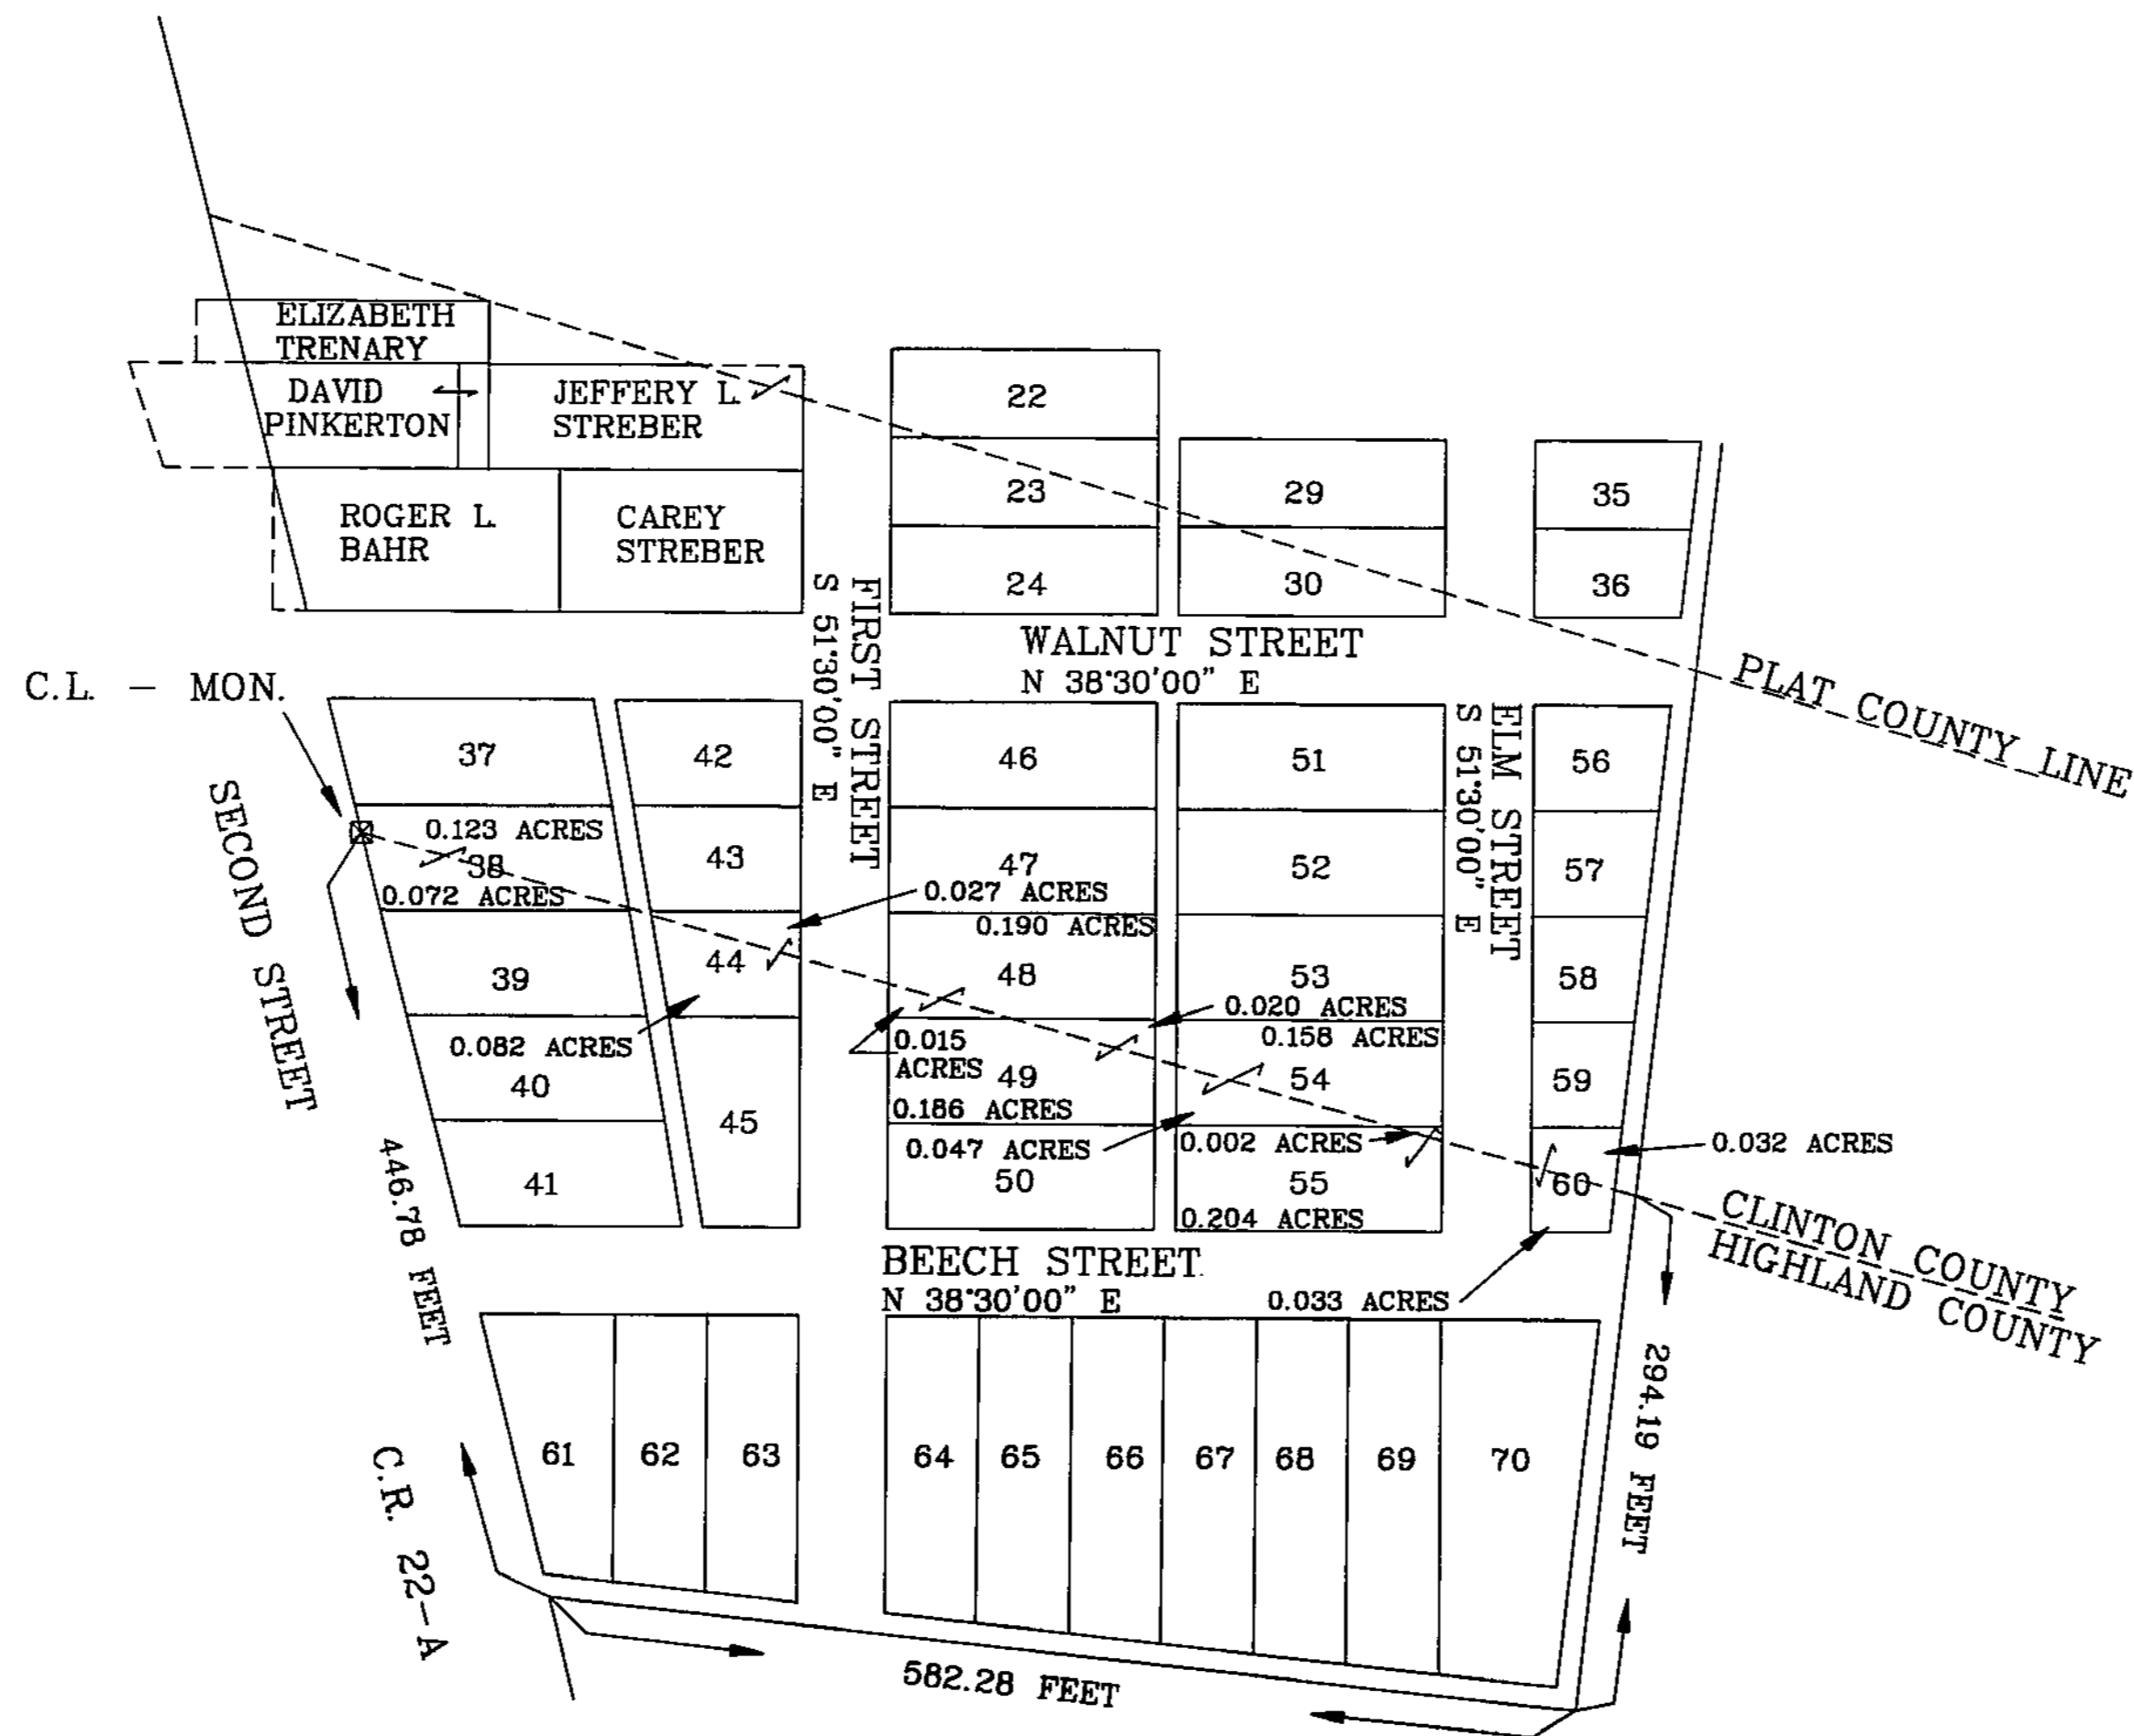 ELIZABETH
TRENARY
DAVID
PINKERTON
JEFFERY L.
STREBER
22
23
29
35
ROGER L.
BAHR
CAREY
STREBER
24
30
36
FIRST STREET
S 51°30'00" E
WALNUT STREET
N 38°30'00" E
PLAT COUNTY LINE
C.L. - MON.
37
42
46
51
56
ELM STREET
S 51°30'00" E
SECOND STREET
0.123 ACRES
38
0.072 ACRES
43
47
52
57
0.027 ACRES
0.190 ACRES
39
44
48
53
58
0.020 ACRES
0.082 ACRES
0.015
ACRES
0.158 ACRES
40
49
54
59
0.186 ACRES
45
0.047 ACRES
0.002 ACRES
0.032 ACRES
41
50
55
60
0.204 ACRES
446.78 FEET
CLINTON COUNTY
HIGHLAND COUNTY
BEECH STREET
N 38°30'00" E
0.033 ACRES
294.19 FEET
61
62
63
64
65
66
67
68
69
70
C.R. 22-A
582.28 FEET